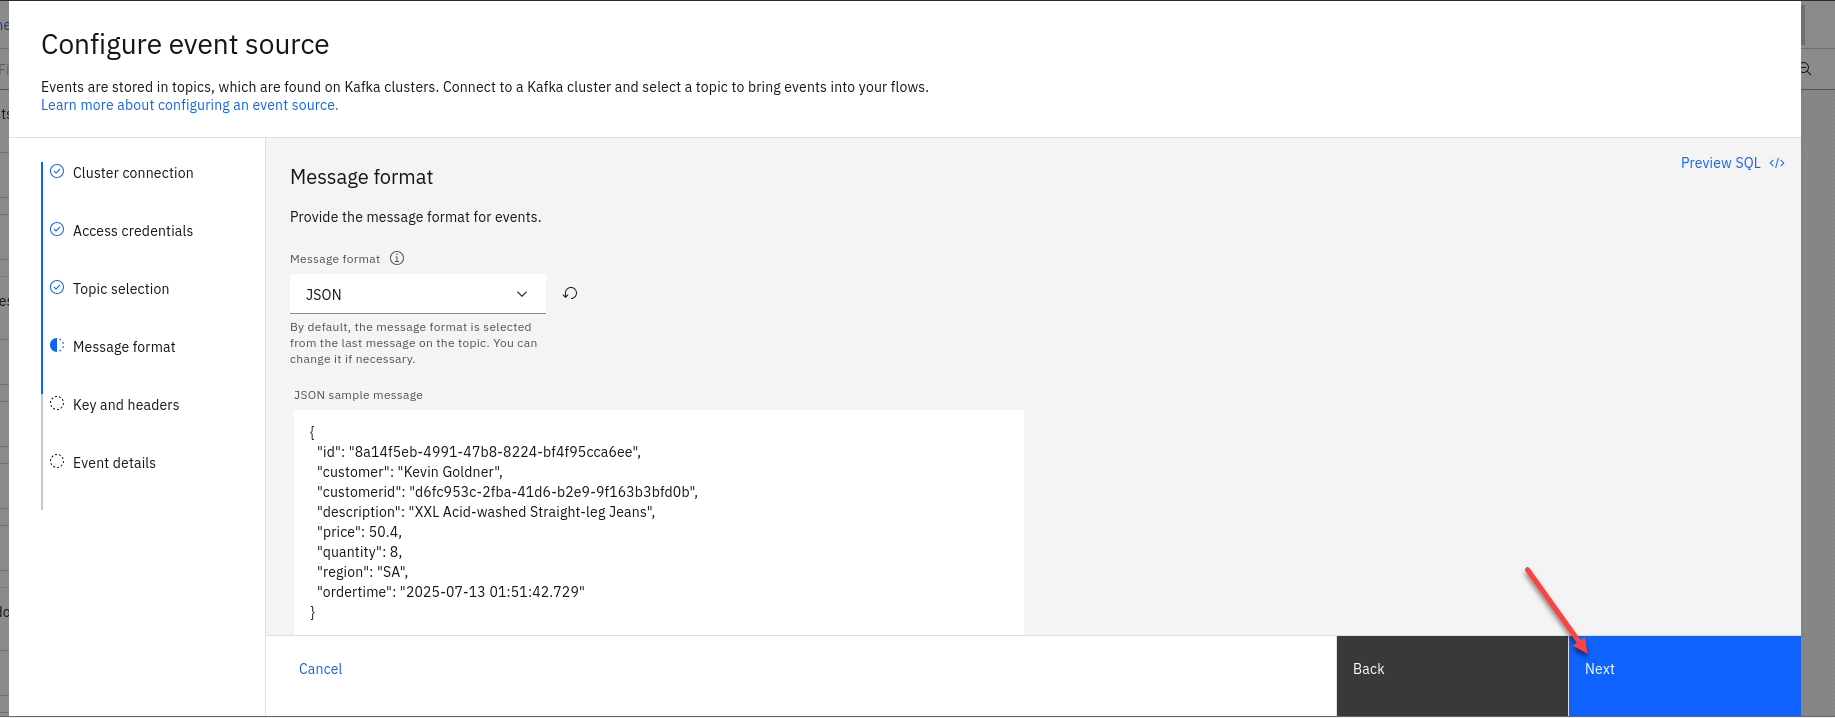 Configure event source
Events are stored in topics, which are found on Kafka clusters. Connect to a Kafka cluster and select a topic to bring events into your flows.
Learn more about configuring an event source.
Cluster connection
Access credentials
Topic selection
Message format
Key and headers
Event details
Preview SQL </>
Message format
Provide the message format for events.
Message format
JSON
By default, the message format is selected
from the last message on the topic. You can
change it if necessary.
JSON sample message
{
"id": "8a14f5eb-4991-47b8-8224-bf4f95cca6ee",
"customer": "Kevin Goldner",
"customerid": "d6fc953c-2fba-41d6-b2e9-9f163b3bfd0b",
"description": "XXL Acid-washed Straight-leg Jeans",
"price": 50.4,
"quantity": 8,
"region": "SA",
"ordertime": "2025-07-13 01:51:42.729"
}
Cancel
Back
Next